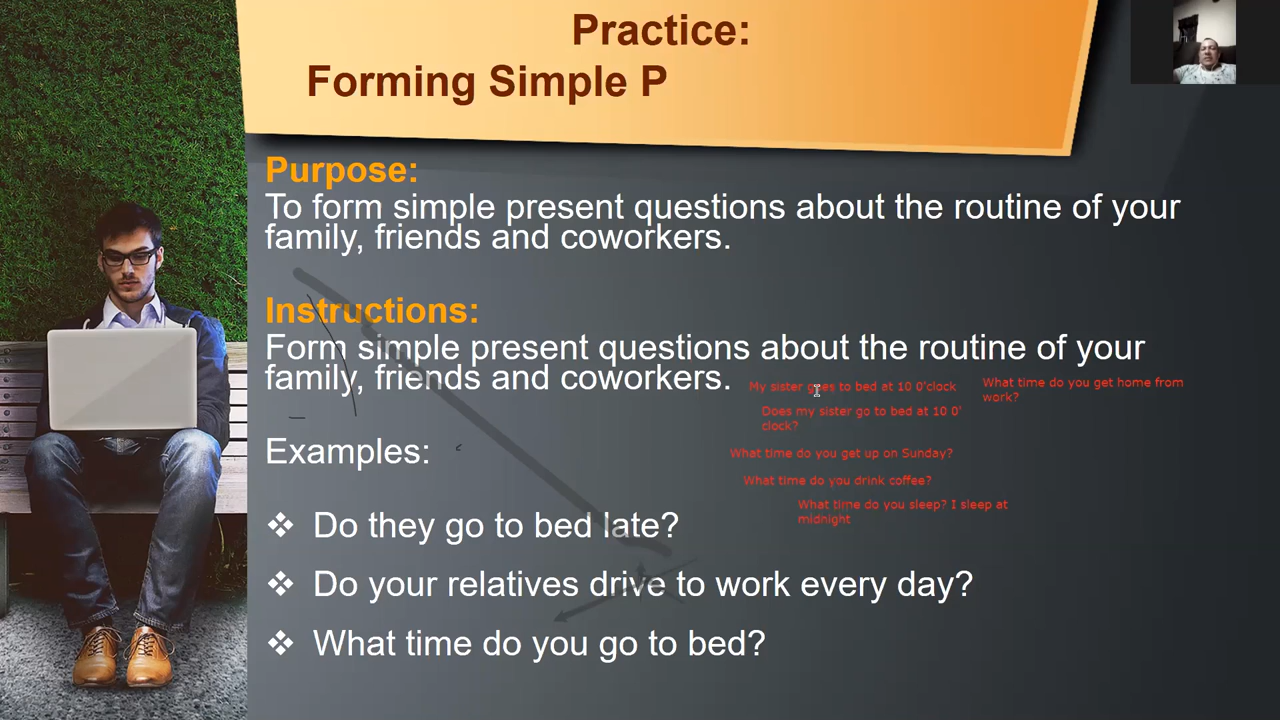 Practice:
Forming Simple P
Purpose:
To form simple present questions about the routine of your
family, friends and coworkers.
Instructions:
Form simple present questions about the routine of your
family, friends and coworkers.
My sister goes to bed at 10 0'clock
What time do you get home from
work?
Does my sister go to bed at 10 0'
clock?
Examples:
What time do you get up on Sunday?
What time do you drink coffee?
What time do you sleep? I sleep at
midnight
Do they go to bed late?
Do your relatives drive to work every day?
What time do you go to bed?